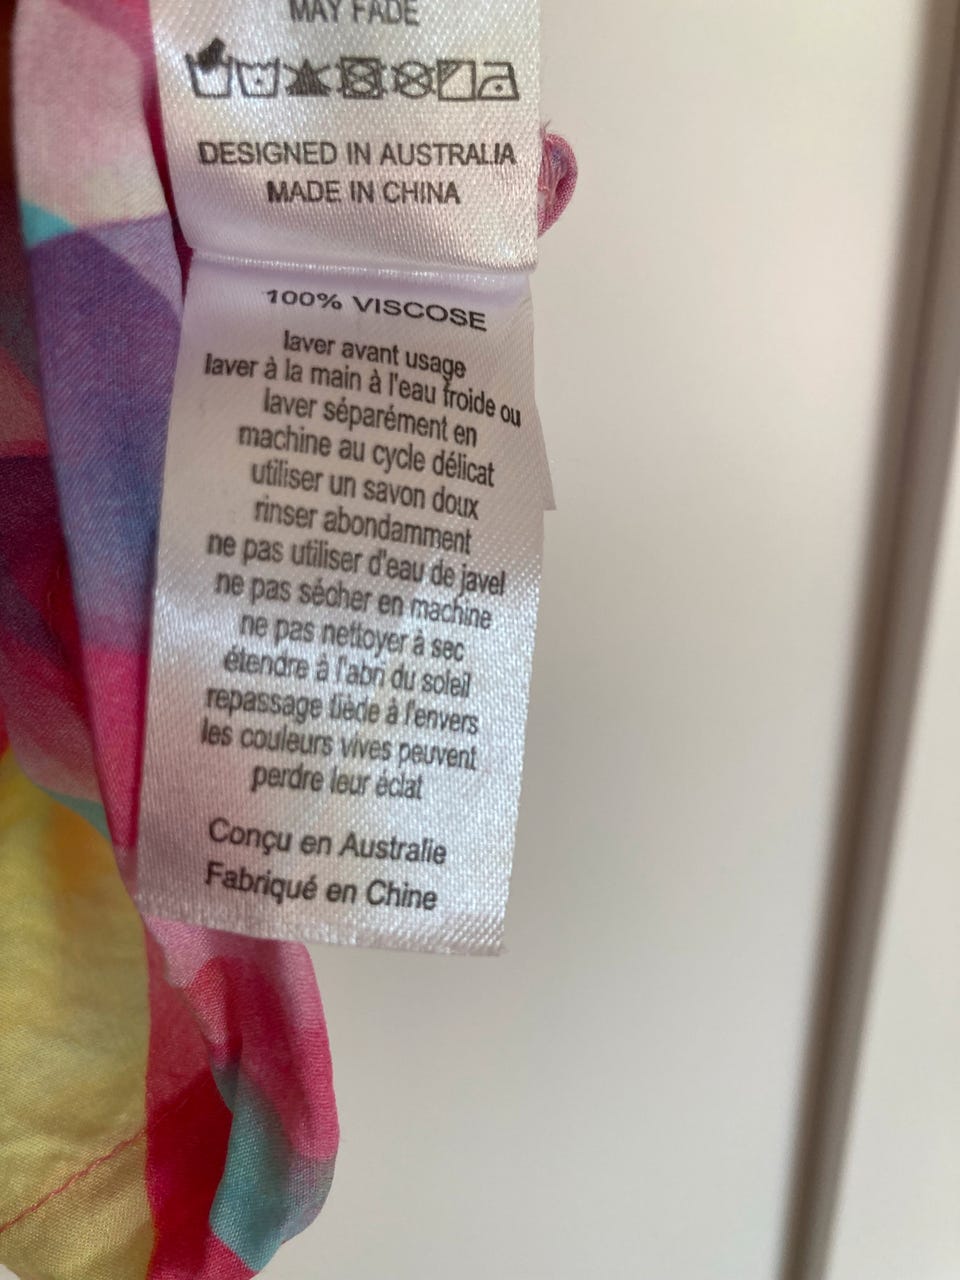 MAY FADE
DESIGNED IN AUSTRALIA
MADE IN CHINA
100% VISCOSE
laver avant usage
laver à la main à l'eau froide ou
laver séparément en
machine au cycle délicat
utiliser un savon doux
rinser abondamment
ne pas utiliser d'eau de javel
ne pas sécher en machine
ne pas nettoyer à sec
étendre à l'abri du soleil
repassage tiède à l'envers
les couleurs vives peuvent
perdre leur éclat
Conçu en Australie
Fabriqué en Chine